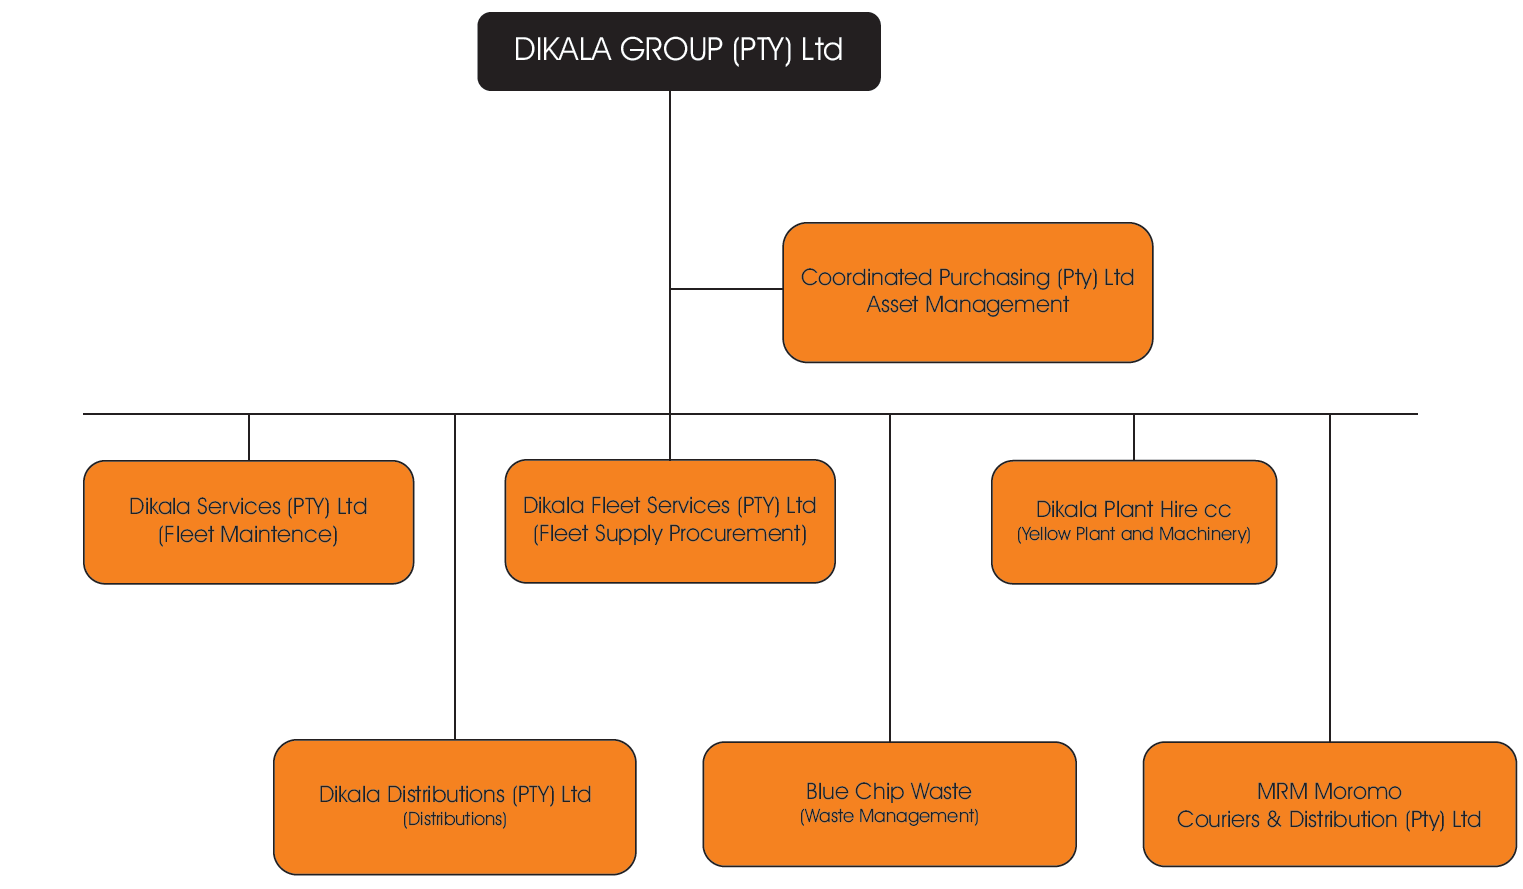 DIKALA GROUP (PTY) Ltd
Coordinated Purchasing (Pty) Ltd
Asset Management
Dikala Services (PTY) Ltd
(Fleet Maintence)
Dikala Fleet Services (PTY) Ltd
(Fleet Supply Procurement)
Dikala Plant Hire cc
(Yellow Plant and Machinery)
Dikala Distributions (PTY) Ltd
(Distributions)
Blue Chip Waste
(Waste Management)
MRM Moromo
Couriers & Distribution (Pty) Ltd